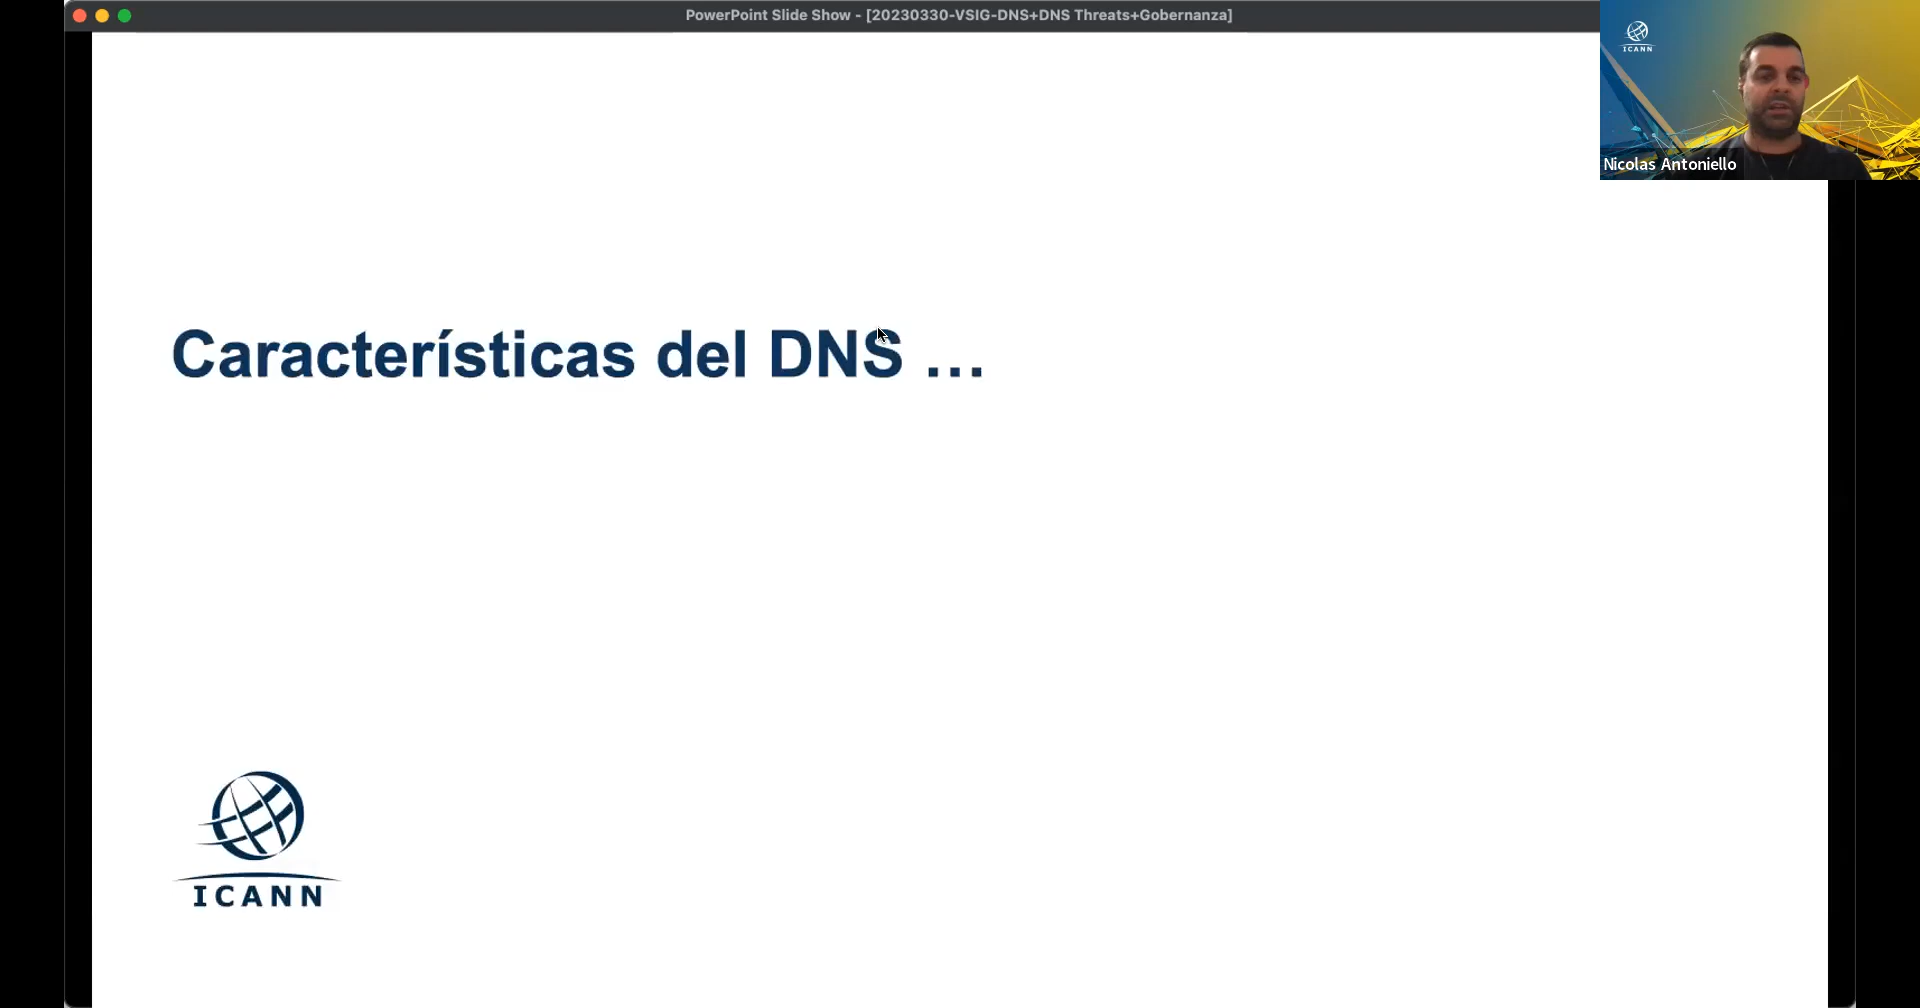 PowerPoint Slide Show - [20230330-VSIG-DNS+DNS Threats+Gobernanza]
ICANN
Nicolas Antoniello
Características del DNS ...
ICANN